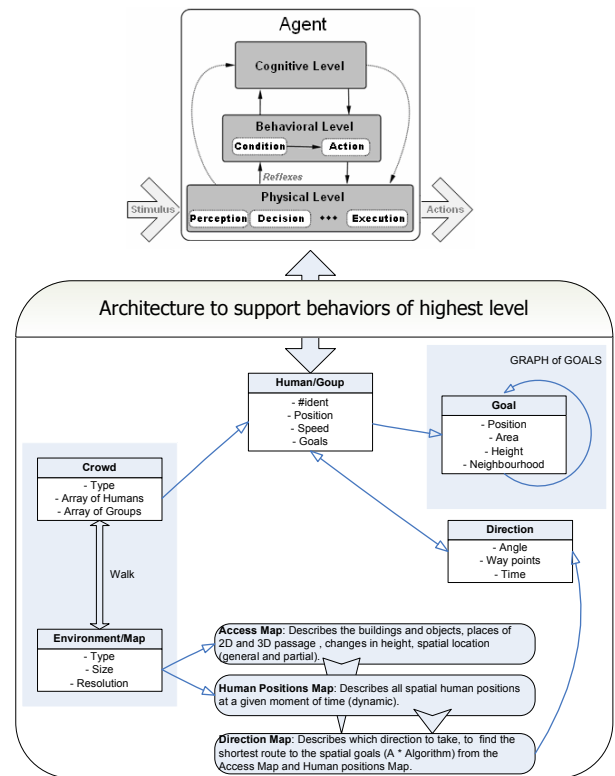 Agent
Cognitive Level
Behavioral Level
Condition
Action
Reflexes
Physical Level
Stimulus
Perception
Decision
•••
Execution
Actions
Architecture to support behaviors of highest level
GRAPH of GOALS
Human/Goup
- #ident
- Position
- Speed
- Goals
Goal
- Position
- Area
- Height
- Neighbourhood
Crowd
- Type
- Array of Humans
- Array of Groups
Direction
- Angle
- Way points
- Time
Walk
Environment/Map
- Type
- Size
- Resolution
Access Map: Describes the buildings and objects, places of
2D and 3D passage , changes in height, spatial location
(general and partial).
Human Positions Map: Describes all spatial human positions
at a given moment of time (dynamic).
Direction Map: Describes which direction to take, to find the
shortest route to the spatial goals (A * Algorithm) from the
Access Map and Human positions Map.